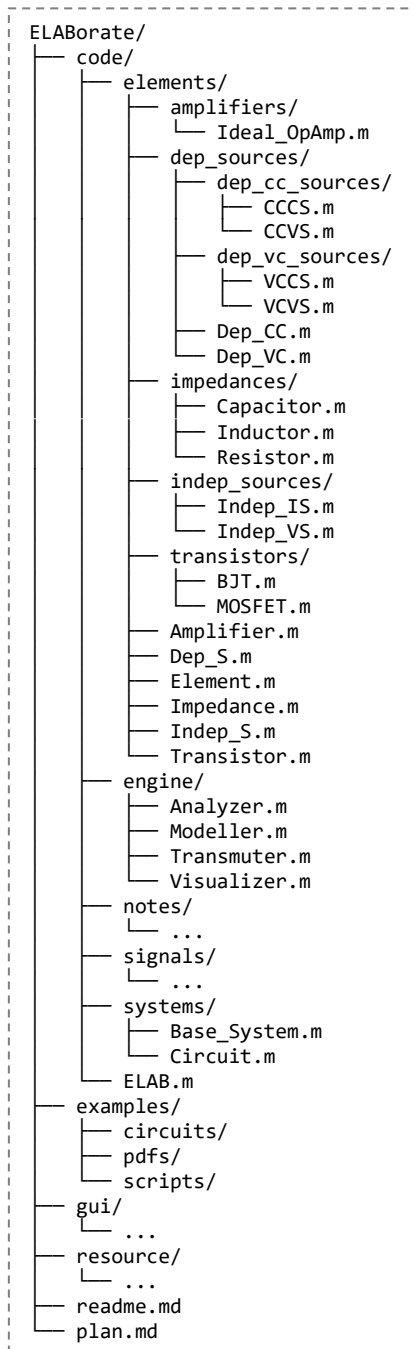 ELABorate/
├── code/
│   ├── elements/
│   │   ├── amplifiers/
│   │   │   └── Ideal_OpAmp.m
│   │   ├── dep_sources/
│   │   │   ├── dep_cc_sources/
│   │   │   │   ├── CCCS.m
│   │   │   │   └── CCVS.m
│   │   │   ├── dep_vc_sources/
│   │   │   │   ├── VCCS.m
│   │   │   │   └── VCVS.m
│   │   │   ├── Dep_CC.m
│   │   │   └── Dep_VC.m
│   │   ├── impedances/
│   │   │   ├── Capacitor.m
│   │   │   ├── Inductor.m
│   │   │   └── Resistor.m
│   │   ├── indep_sources/
│   │   │   ├── Indep_IS.m
│   │   │   └── Indep_VS.m
│   │   ├── transistors/
│   │   │   ├── BJT.m
│   │   │   └── MOSFET.m
│   │   ├── Amplifier.m
│   │   ├── Dep_S.m
│   │   ├── Element.m
│   │   ├── Impedance.m
│   │   ├── Indep_S.m
│   │   └── Transistor.m
│   ├── engine/
│   │   ├── Analyzer.m
│   │   ├── Modeller.m
│   │   ├── Transmuter.m
│   │   └── Visualizer.m
│   ├── notes/
│   │   └── ...
│   ├── signals/
│   │   └── ...
│   ├── systems/
│   │   ├── Base_System.m
│   │   └── Circuit.m
│   └── ELAB.m
├── examples/
│   ├── circuits/
│   ├── pdfs/
│   └── scripts/
├── gui/
│   └── ...
├── resource/
│   └── ...
├── readme.md
└── plan.md